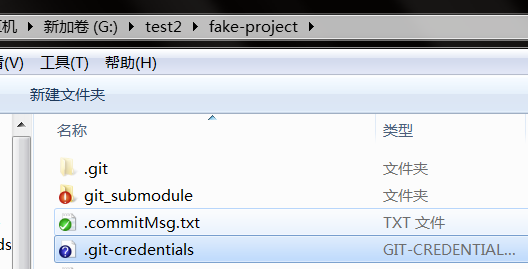 机 ▸ 新加卷 (G:) ▸ test2 ▸ fake-project ▸
(V) 工具(T) 帮助(H)
新建文件夹
名称 类型
.git 文件夹
git_submodule 文件夹
.commitMsg.txt TXT 文件
ds .git-credentials GIT-CREDENTIAL...